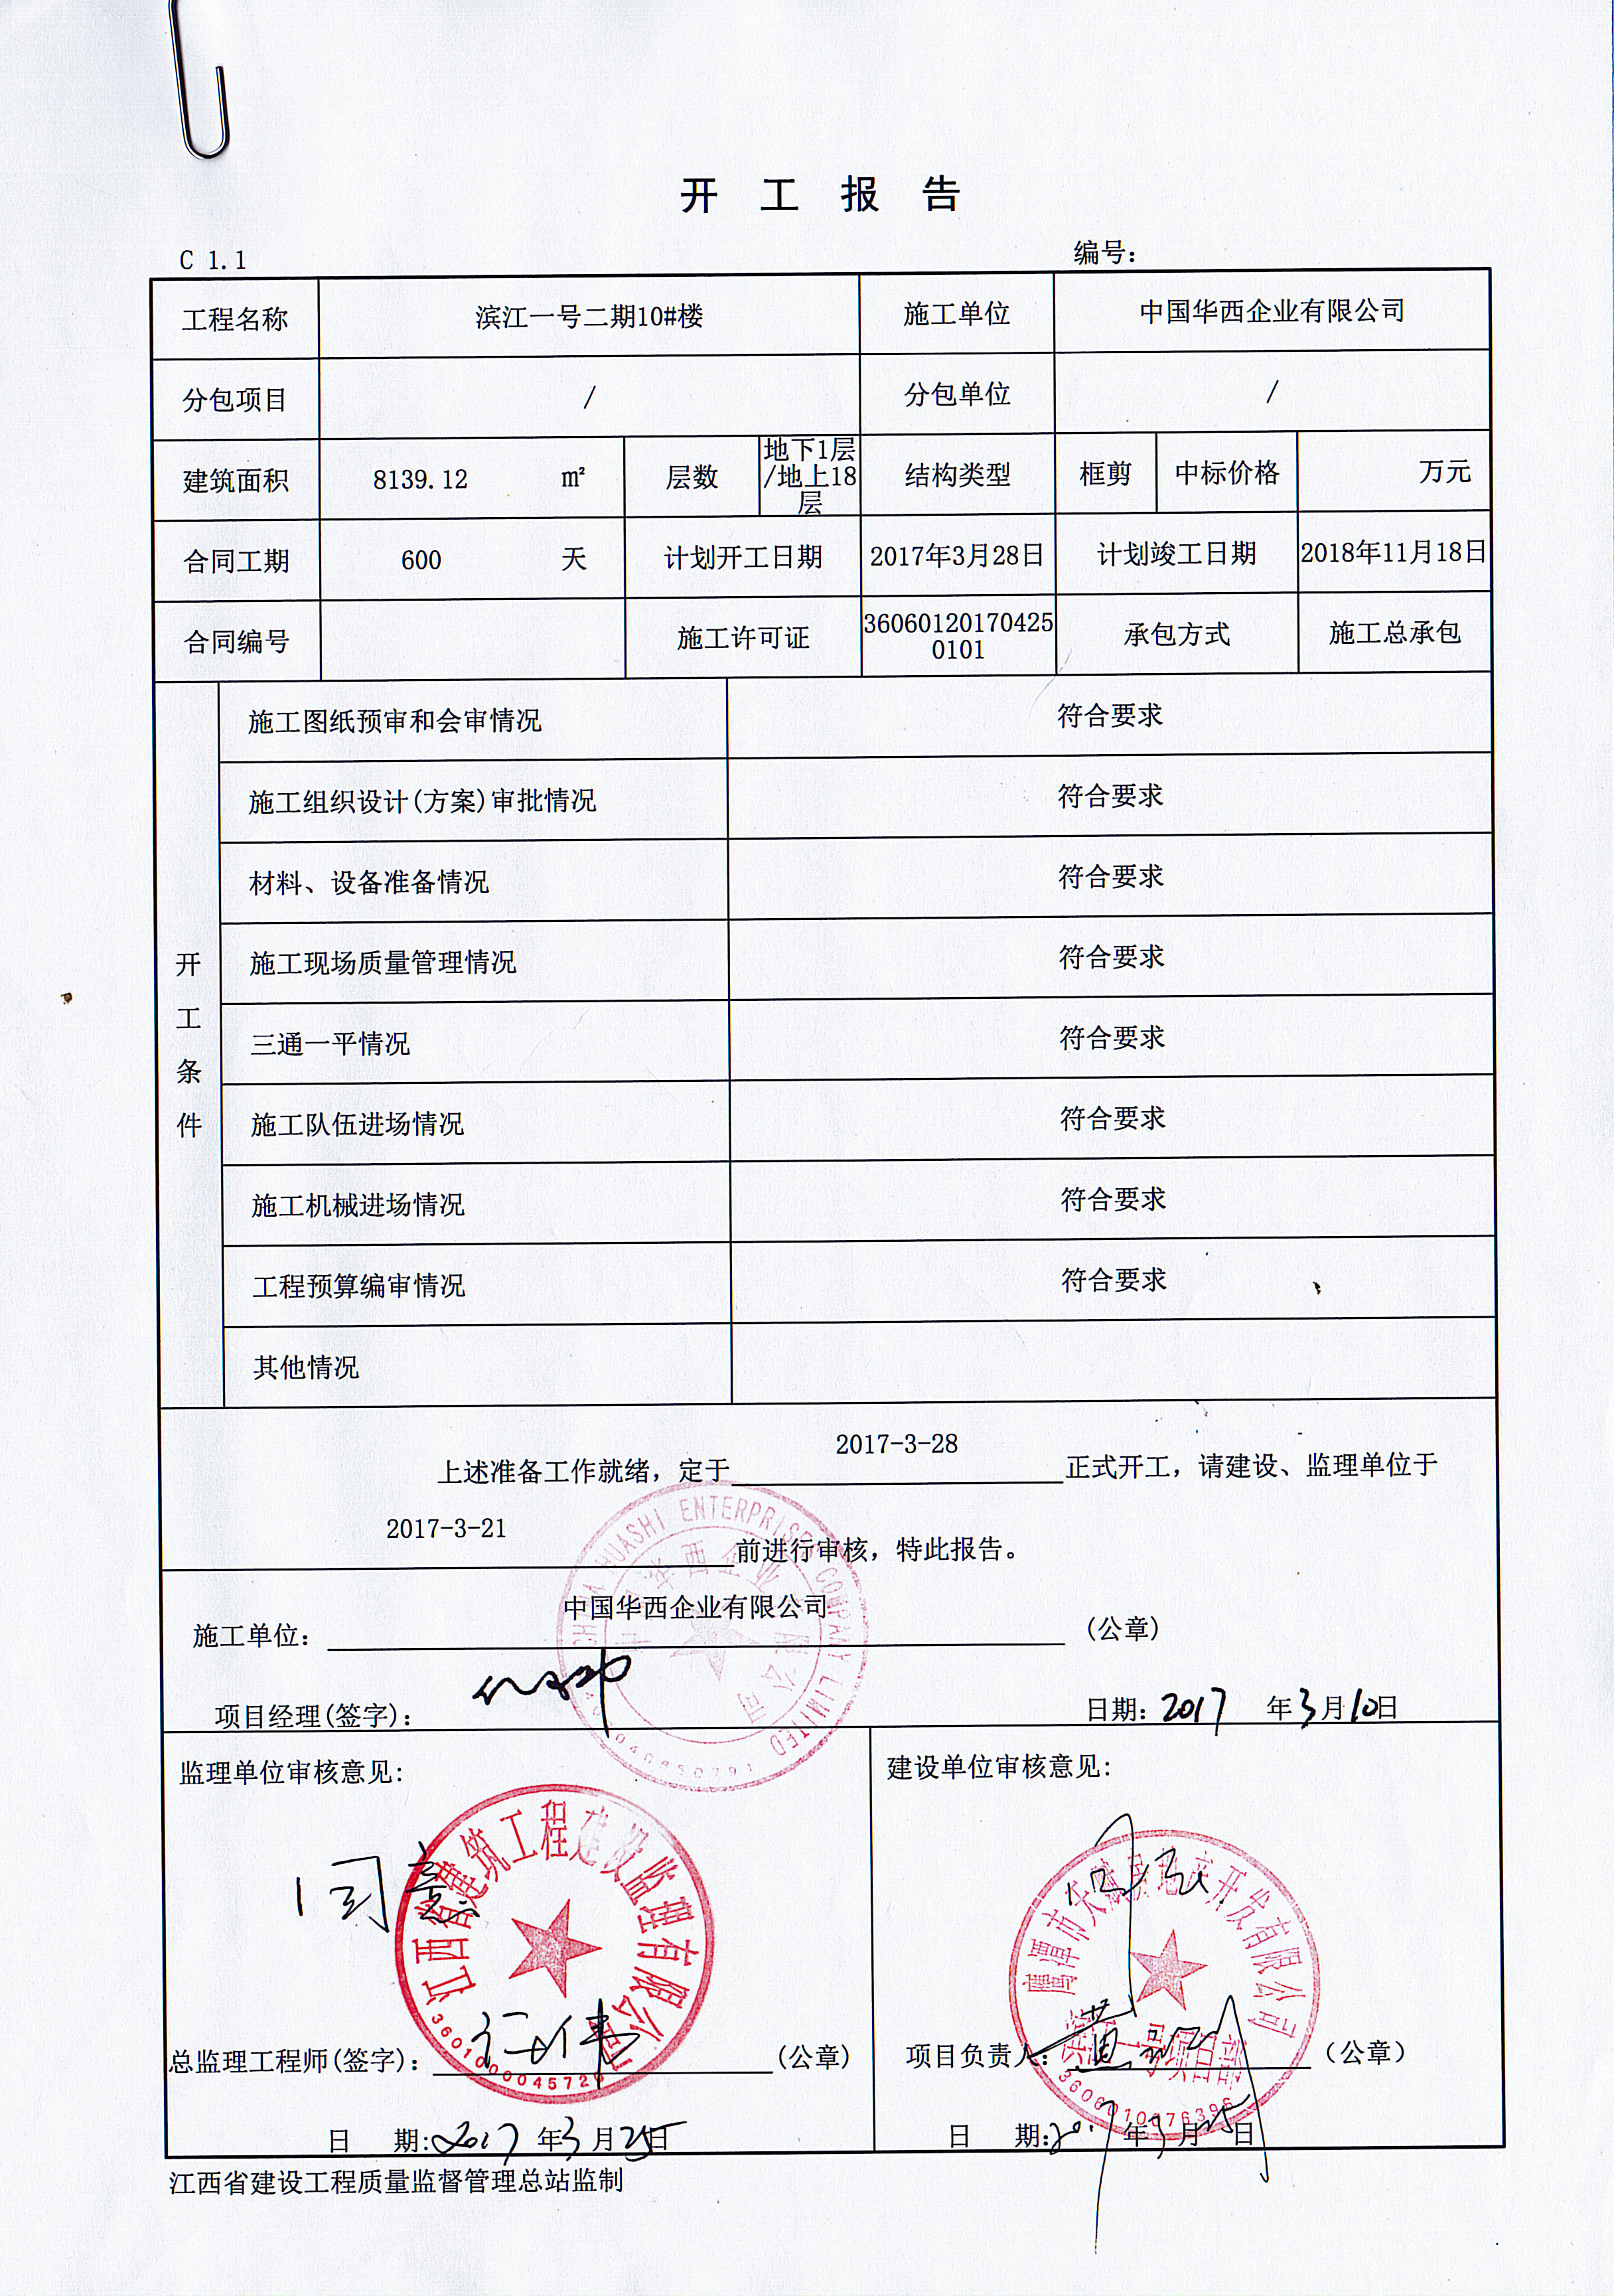 开 工 报 告
C 1.1 编号：
工程名称 滨江一号二期10#楼 施工单位 中国华西企业有限公司
分包项目 / 分包单位 /
建筑面积 8139.12 m² 层数 地下1层/地上18层 结构类型 框剪 中标价格 万元
合同工期 600 天 计划开工日期 2017年3月28日 计划竣工日期 2018年11月18日
合同编号 施工许可证 360601201704250101 承包方式 施工总承包
开工条件
施工图纸预审和会审情况 符合要求
施工组织设计(方案)审批情况 符合要求
材料、设备准备情况 符合要求
施工现场质量管理情况 符合要求
三通一平情况 符合要求
施工队伍进场情况 符合要求
施工机械进场情况 符合要求
工程预算编审情况 符合要求
其他情况
上述准备工作就绪，定于 2017-3-28 正式开工，请建设、监理单位于
2017-3-21 前进行审核，特此报告。
施工单位： 中国华西企业有限公司 （公章）
项目经理(签字)： 日期：2017 年3月10日
CHINA HUASHI ENTERPRISES COMPANY LIMITED
中国华西企业有限公司
监理单位审核意见： 建设单位审核意见：
同意
江西省建筑工程建设监理有限公司
3601000045720
同意
房地产开发有限公司
3606010076396
总监理工程师(签字)： （公章） 项目负责人： （公章）
日 期:2017 年3月25日 日 期:2017年3月25日
江西省建设工程质量监督管理总站监制